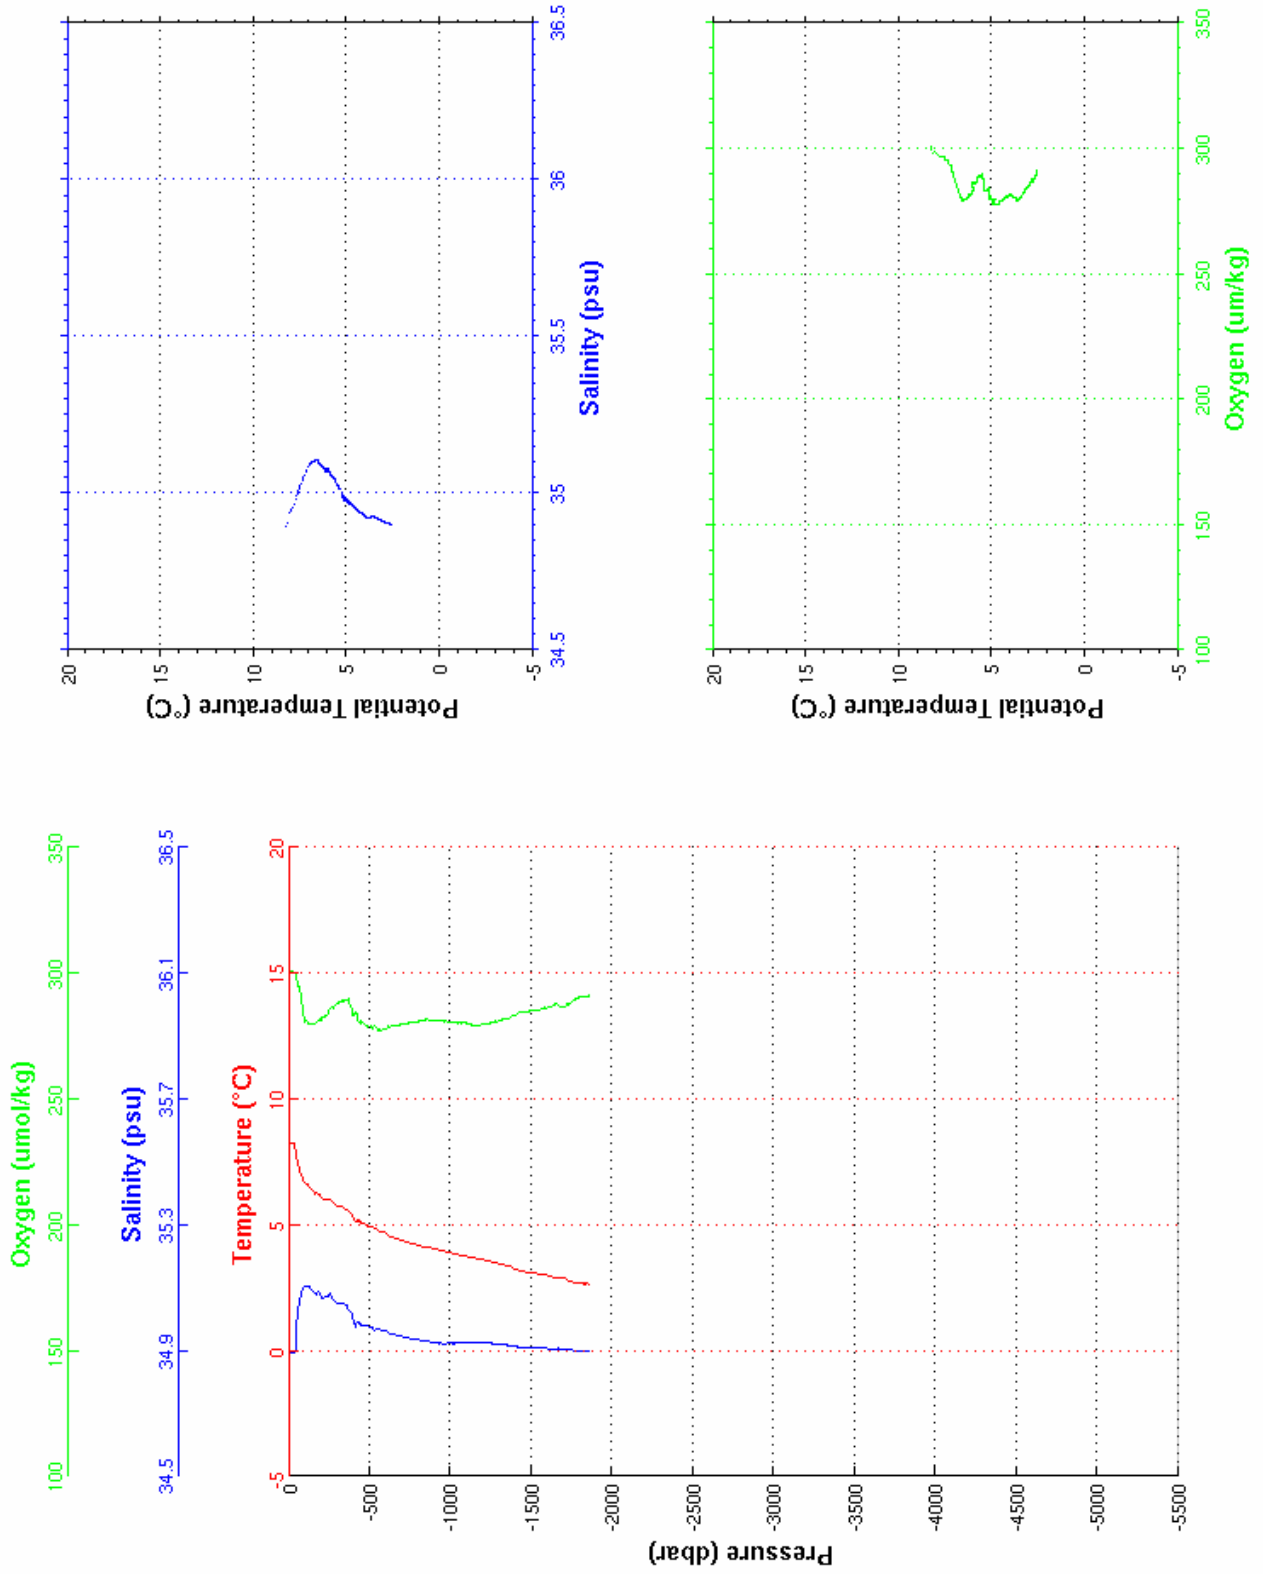 Oxygen (umol/kg)
100 150 200 250 300 350
Salinity (psu)
34.5 34.9 35.3 35.7 36.1 36.5
Temperature (°C)
-5 0 5 10 15 20
0
-500
-1000
-1500
-2000
-2500
-3000
-3500
-4000
-4500
-5000
-5500
Pressure (dbar)
20
15
10
5
0
-5
Potential Temperature (°C)
34.5 35 35.5 36 36.5
Salinity (psu)
20
15
10
5
0
-5
Potential Temperature (°C)
100 150 200 250 300 350
Oxygen (um/kg)